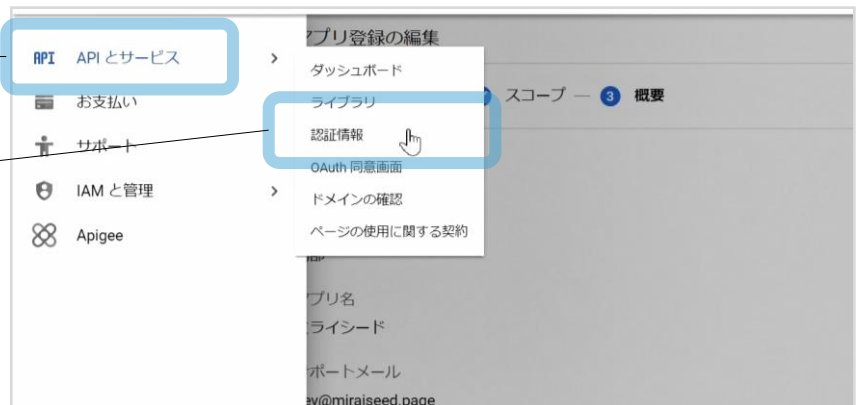 アプリ登録の編集
API APIとサービス
ダッシュボード
お支払い
ライブラリ
スコープ — 3 概要
サポート
認証情報
OAuth 同意画面
IAM と管理
ドメインの確認
Apigee
ページの使用に関する契約
プリ名
ライシード
ポートメール
ev@miraiseed.page